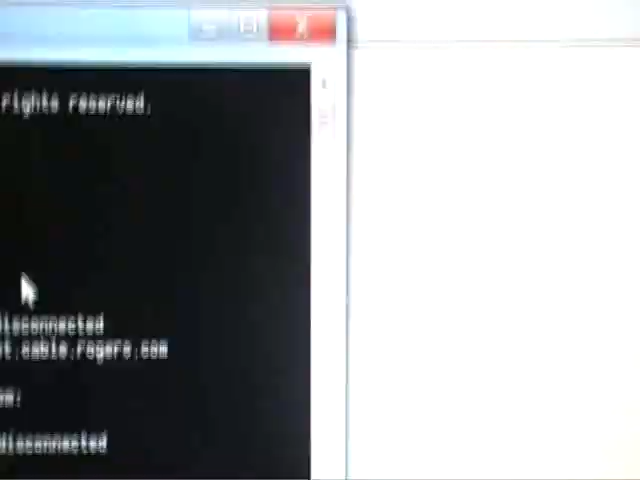 rights reserved.
disconnected
t.cable.rogers.com
disconnected